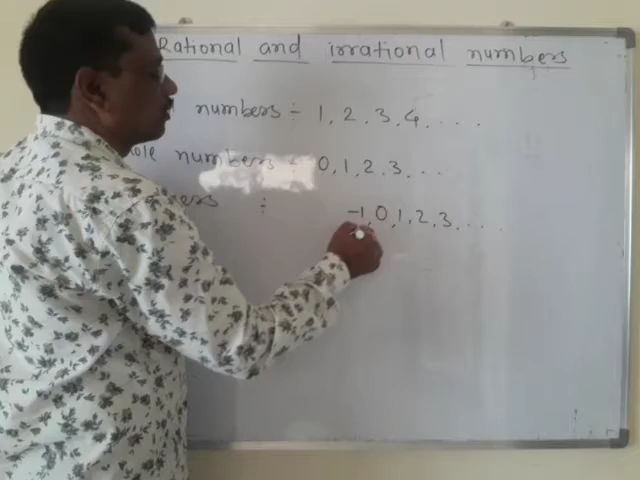 Rational and irrational numbers
numbers ÷ 1, 2, 3, 4, ....
numbers ÷ 0, 1, 2, 3, ...
÷ -1, 0, 1, 2, 3, ....